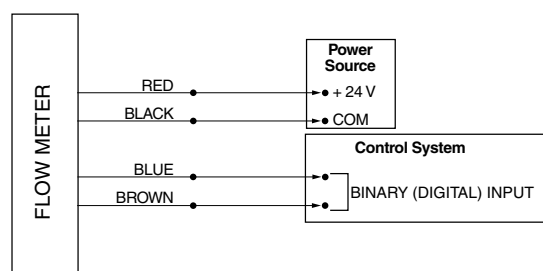 FLOW METER
RED
BLACK
BLUE
BROWN
Power
Source
+ 24 V
COM
Control System
BINARY (DIGITAL) INPUT